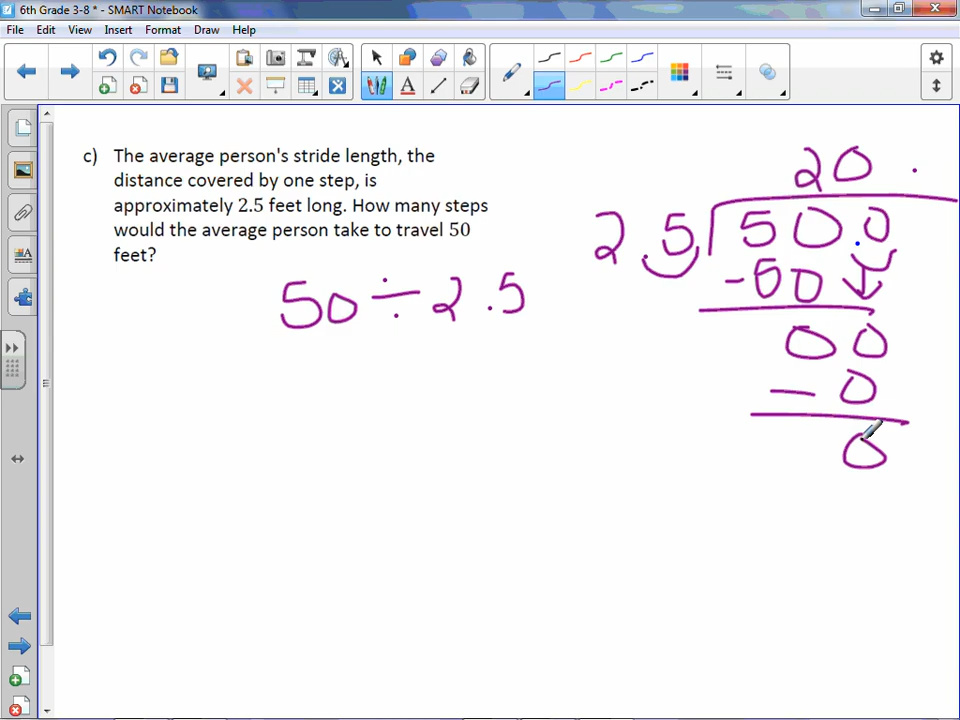 6th Grade 3-8 * - SMART Notebook
File Edit View Insert Format Draw Help
c) The average person's stride length, the
distance covered by one step, is
approximately 2.5 feet long. How many steps
would the average person take to travel 50
feet?
50 ÷ 2.5
20.
2.5 50.0
-50
00
- 0
0